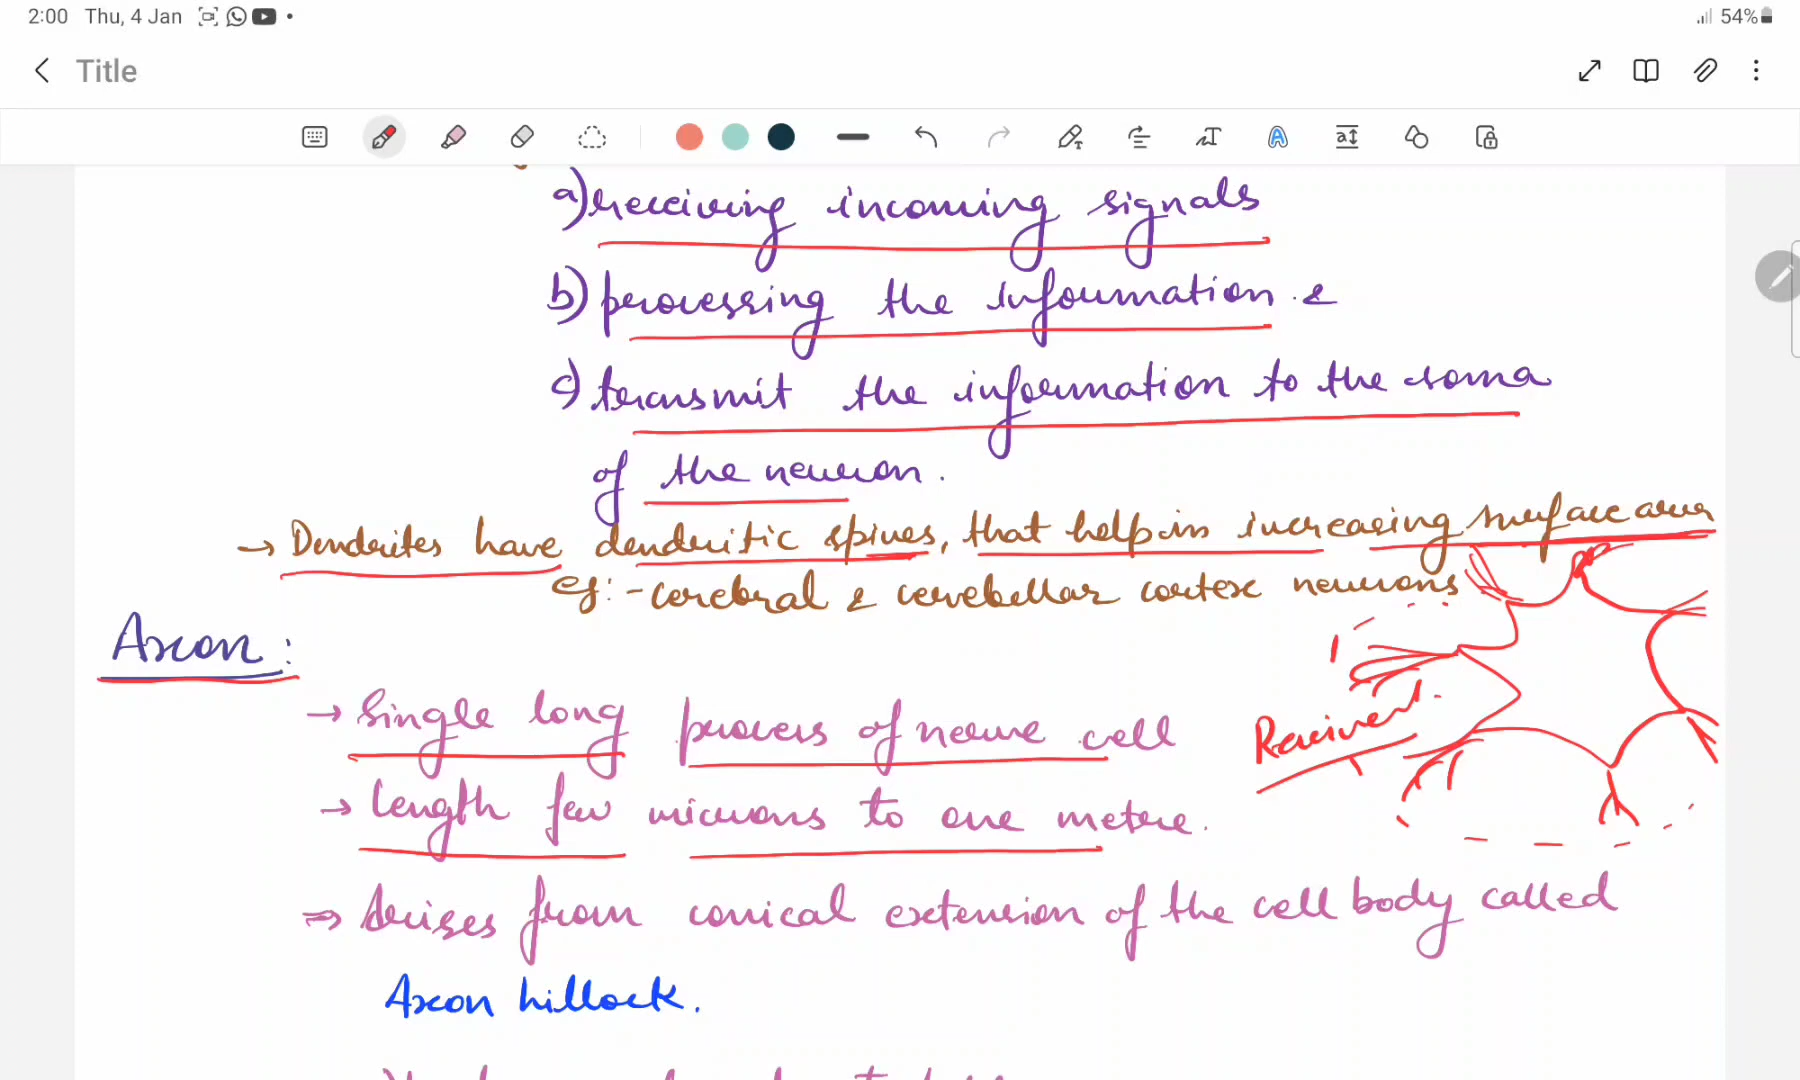 2:00 Thu, 4 Jan
54%
Title
a) receiving incoming signals
b) processing the information &
c) transmit the information to the soma
of the neuron.
→ Dendrites have dendritic spines, that help in increasing surface area
eg:- cerebral & cerebellar cortex neurons
Axon:
→ Single long process of nerve cell
→ length few microns to one metre.
⇒ Arises from conical extension of the cell body called
Axon hillock.